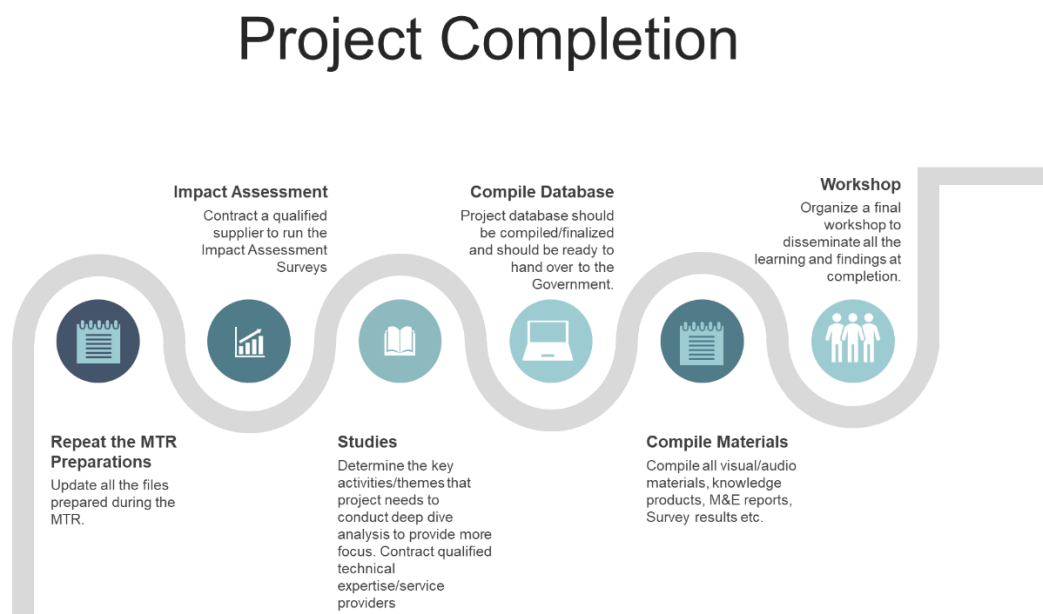 Project Completion
Impact Assessment
Contract a qualified
supplier to run the
Impact Assessment
Surveys
Compile Database
Project database should
be compiled/finalized
and should be ready to
hand over to the
Government.
Workshop
Organize a final
workshop to
disseminate all the
learning and findings at
completion.
Repeat the MTR
Preparations
Update all the files
prepared during the
MTR.
Studies
Determine the key
activities/themes that
project needs to
conduct deep dive
analysis to provide more
focus. Contract qualified
technical
expertise/service
providers
Compile Materials
Compile all visual/audio
materials, knowledge
products, M&E reports,
Survey results etc.